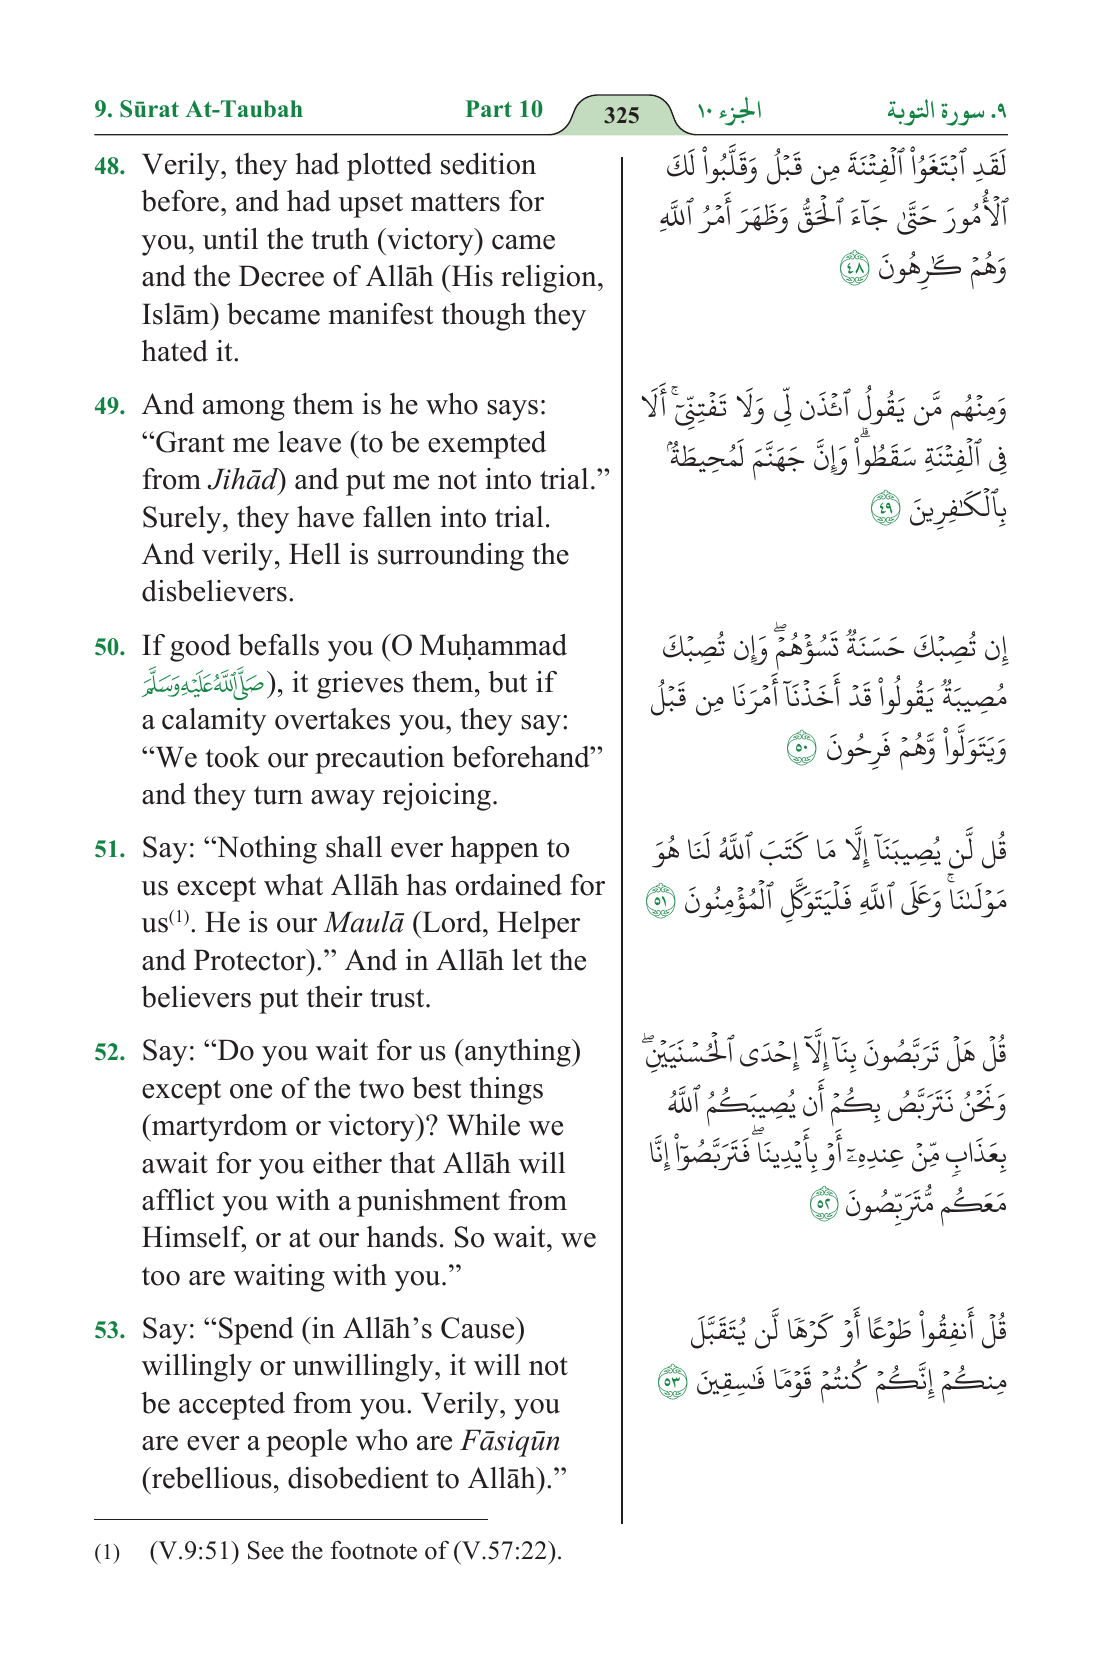 9. Sūrat At-Taubah Part 10 325 الجزء ١٠ ٩. سورة التوبة
48. Verily, they had plotted sedition
before, and had upset matters for
you, until the truth (victory) came
and the Decree of Allāh (His religion,
Islām) became manifest though they
hated it.
لَقَدِ ٱبْتَغَوُا۟ ٱلْفِتْنَةَ مِن قَبْلُ وَقَلَّبُوا۟ لَكَ
ٱلْأُمُورَ حَتَّىٰ جَآءَ ٱلْحَقُّ وَظَهَرَ أَمْرُ ٱللَّهِ
وَهُمْ كَٰرِهُونَ ٤٨
49. And among them is he who says:
“Grant me leave (to be exempted
from Jihād) and put me not into trial.”
Surely, they have fallen into trial.
And verily, Hell is surrounding the
disbelievers.
وَمِنْهُم مَّن يَقُولُ ٱئْذَن لِّى وَلَا تَفْتِنِّىٓ ۚ أَلَا
فِى ٱلْفِتْنَةِ سَقَطُوا۟ ۗ وَإِنَّ جَهَنَّمَ لَمُحِيطَةٌۢ
بِٱلْكَٰفِرِينَ ٤٩
50. If good befalls you (O Muḥammad
صَلَّى ٱللَّهُ عَلَيْهِ وَسَلَّمَ), it grieves them, but if
a calamity overtakes you, they say:
“We took our precaution beforehand”
and they turn away rejoicing.
إِن تُصِبْكَ حَسَنَةٌ تَسُؤْهُمْ ۖ وَإِن تُصِبْكَ
مُصِيبَةٌ يَقُولُوا۟ قَدْ أَخَذْنَآ أَمْرَنَا مِن قَبْلُ
وَيَتَوَلَّوا۟ وَّهُمْ فَرِحُونَ ٥٠
51. Say: “Nothing shall ever happen to
us except what Allāh has ordained for
us(1). He is our Maulā (Lord, Helper
and Protector).” And in Allāh let the
believers put their trust.
قُل لَّن يُصِيبَنَآ إِلَّا مَا كَتَبَ ٱللَّهُ لَنَا هُوَ
مَوْلَىٰنَا ۚ وَعَلَى ٱللَّهِ فَلْيَتَوَكَّلِ ٱلْمُؤْمِنُونَ ٥١
52. Say: “Do you wait for us (anything)
except one of the two best things
(martyrdom or victory)? While we
await for you either that Allāh will
afflict you with a punishment from
Himself, or at our hands. So wait, we
too are waiting with you.”
قُلْ هَلْ تَرَبَّصُونَ بِنَآ إِلَّآ إِحْدَى ٱلْحُسْنَيَيْنِ ۖ
وَنَحْنُ نَتَرَبَّصُ بِكُمْ أَن يُصِيبَكُمُ ٱللَّهُ
بِعَذَابٍ مِّنْ عِندِهِۦٓ أَوْ بِأَيْدِينَا ۖ فَتَرَبَّصُوٓا۟ إِنَّا
مَعَكُم مُّتَرَبِّصُونَ ٥٢
53. Say: “Spend (in Allāh’s Cause)
willingly or unwillingly, it will not
be accepted from you. Verily, you
are ever a people who are Fāsiqūn
(rebellious, disobedient to Allāh).”
قُلْ أَنفِقُوا۟ طَوْعًا أَوْ كَرْهًا لَّن يُتَقَبَّلَ
مِنكُمْ إِنَّكُمْ كُنتُمْ قَوْمًا فَٰسِقِينَ ٥٣
(1) (V.9:51) See the footnote of (V.57:22).